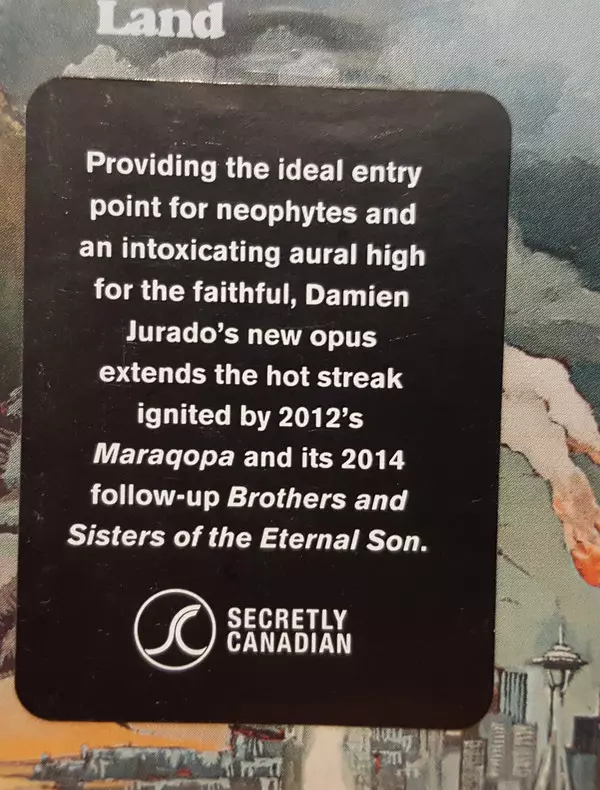 Land
Providing the ideal entry
point for neophytes and
an intoxicating aural high
for the faithful, Damien
Jurado's new opus
extends the hot streak
ignited by 2012's
Maraqopa and its 2014
follow-up Brothers and
Sisters of the Eternal Son.
SECRETLY
CANADIAN